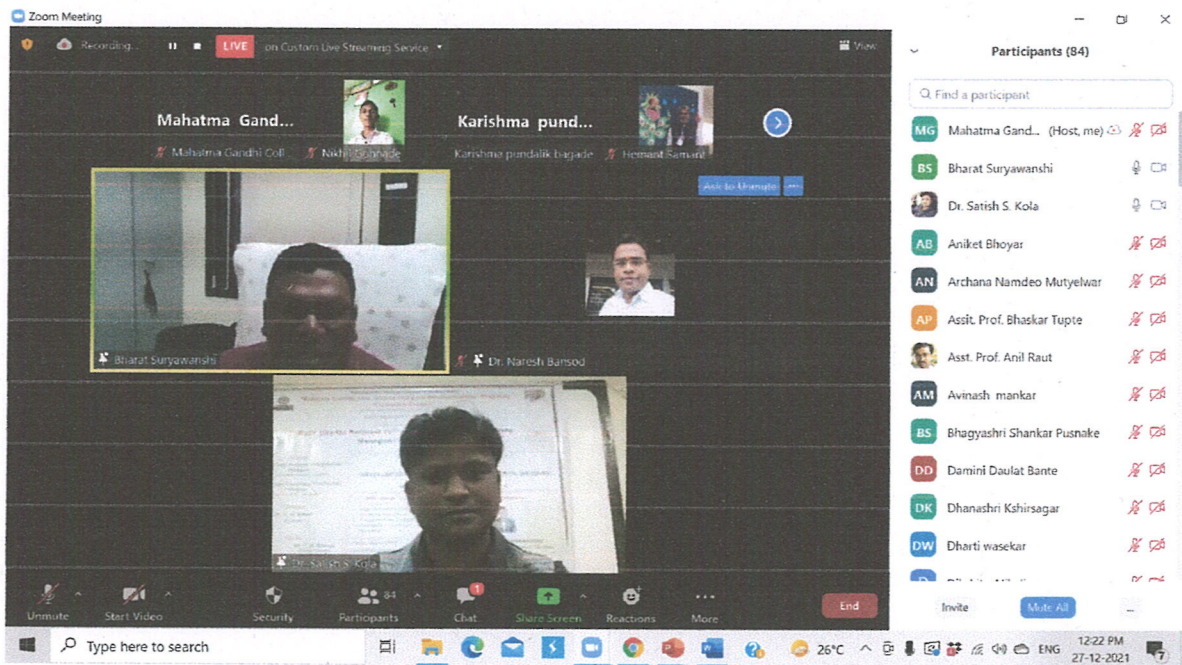 Zoom Meeting
Recording...
LIVE on Custom Live Streaming Service
View
Mahatma Gand...
Karishma pund...
Mahatma Gandhi Coll
Nikhil
Karishma pundalik bagade
Hemant Samant
Ask to Unmute
Bharat Suryawanshi
Dr. Naresh Bansod
Dr. Satish S. Kola
Unmute
Start Video
Security
84
Participants
1
Chat
Share Screen
Reactions
More
End
Participants (84)
Find a participant
MG Mahatma Gand... (Host, me)
BS Bharat Suryawanshi
Dr. Satish S. Kola
AB Aniket Bhoyar
AN Archana Namdeo Mutyelwar
AP Assit. Prof. Bhaskar Tupte
Asst. Prof. Anil Raut
AM Avinash mankar
BS Bhagyashri Shankar Pusnake
DD Damini Daulat Bante
DK Dhanashri Kshirsagar
DW Dharti wasekar
Invite
Mute All
...
Type here to search
26°C
ENG
12:22 PM
27-12-2021
7